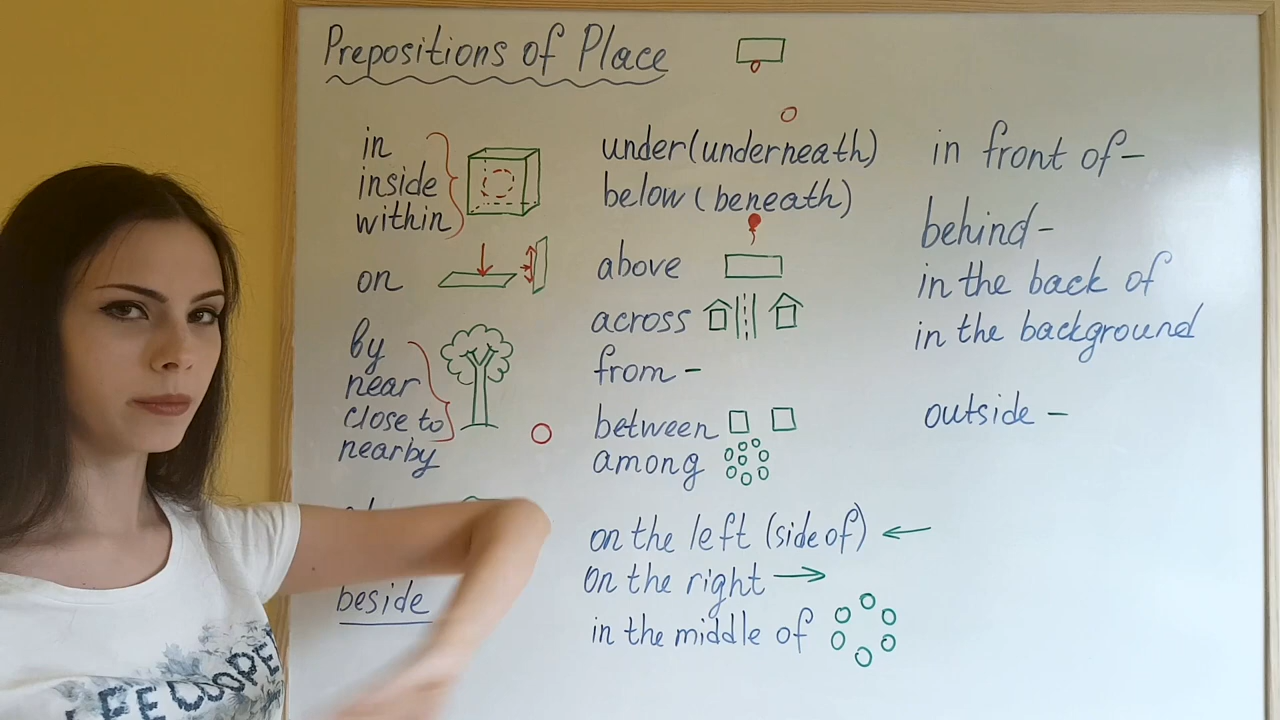 Prepositions of Place
in
inside
within
on
by
near
close to
nearby
beside
under (underneath)
below (beneath)
above
across
from -
between
among
on the left (side of)
on the right
in the middle of
in front of -
behind -
in the back of
in the background
outside -